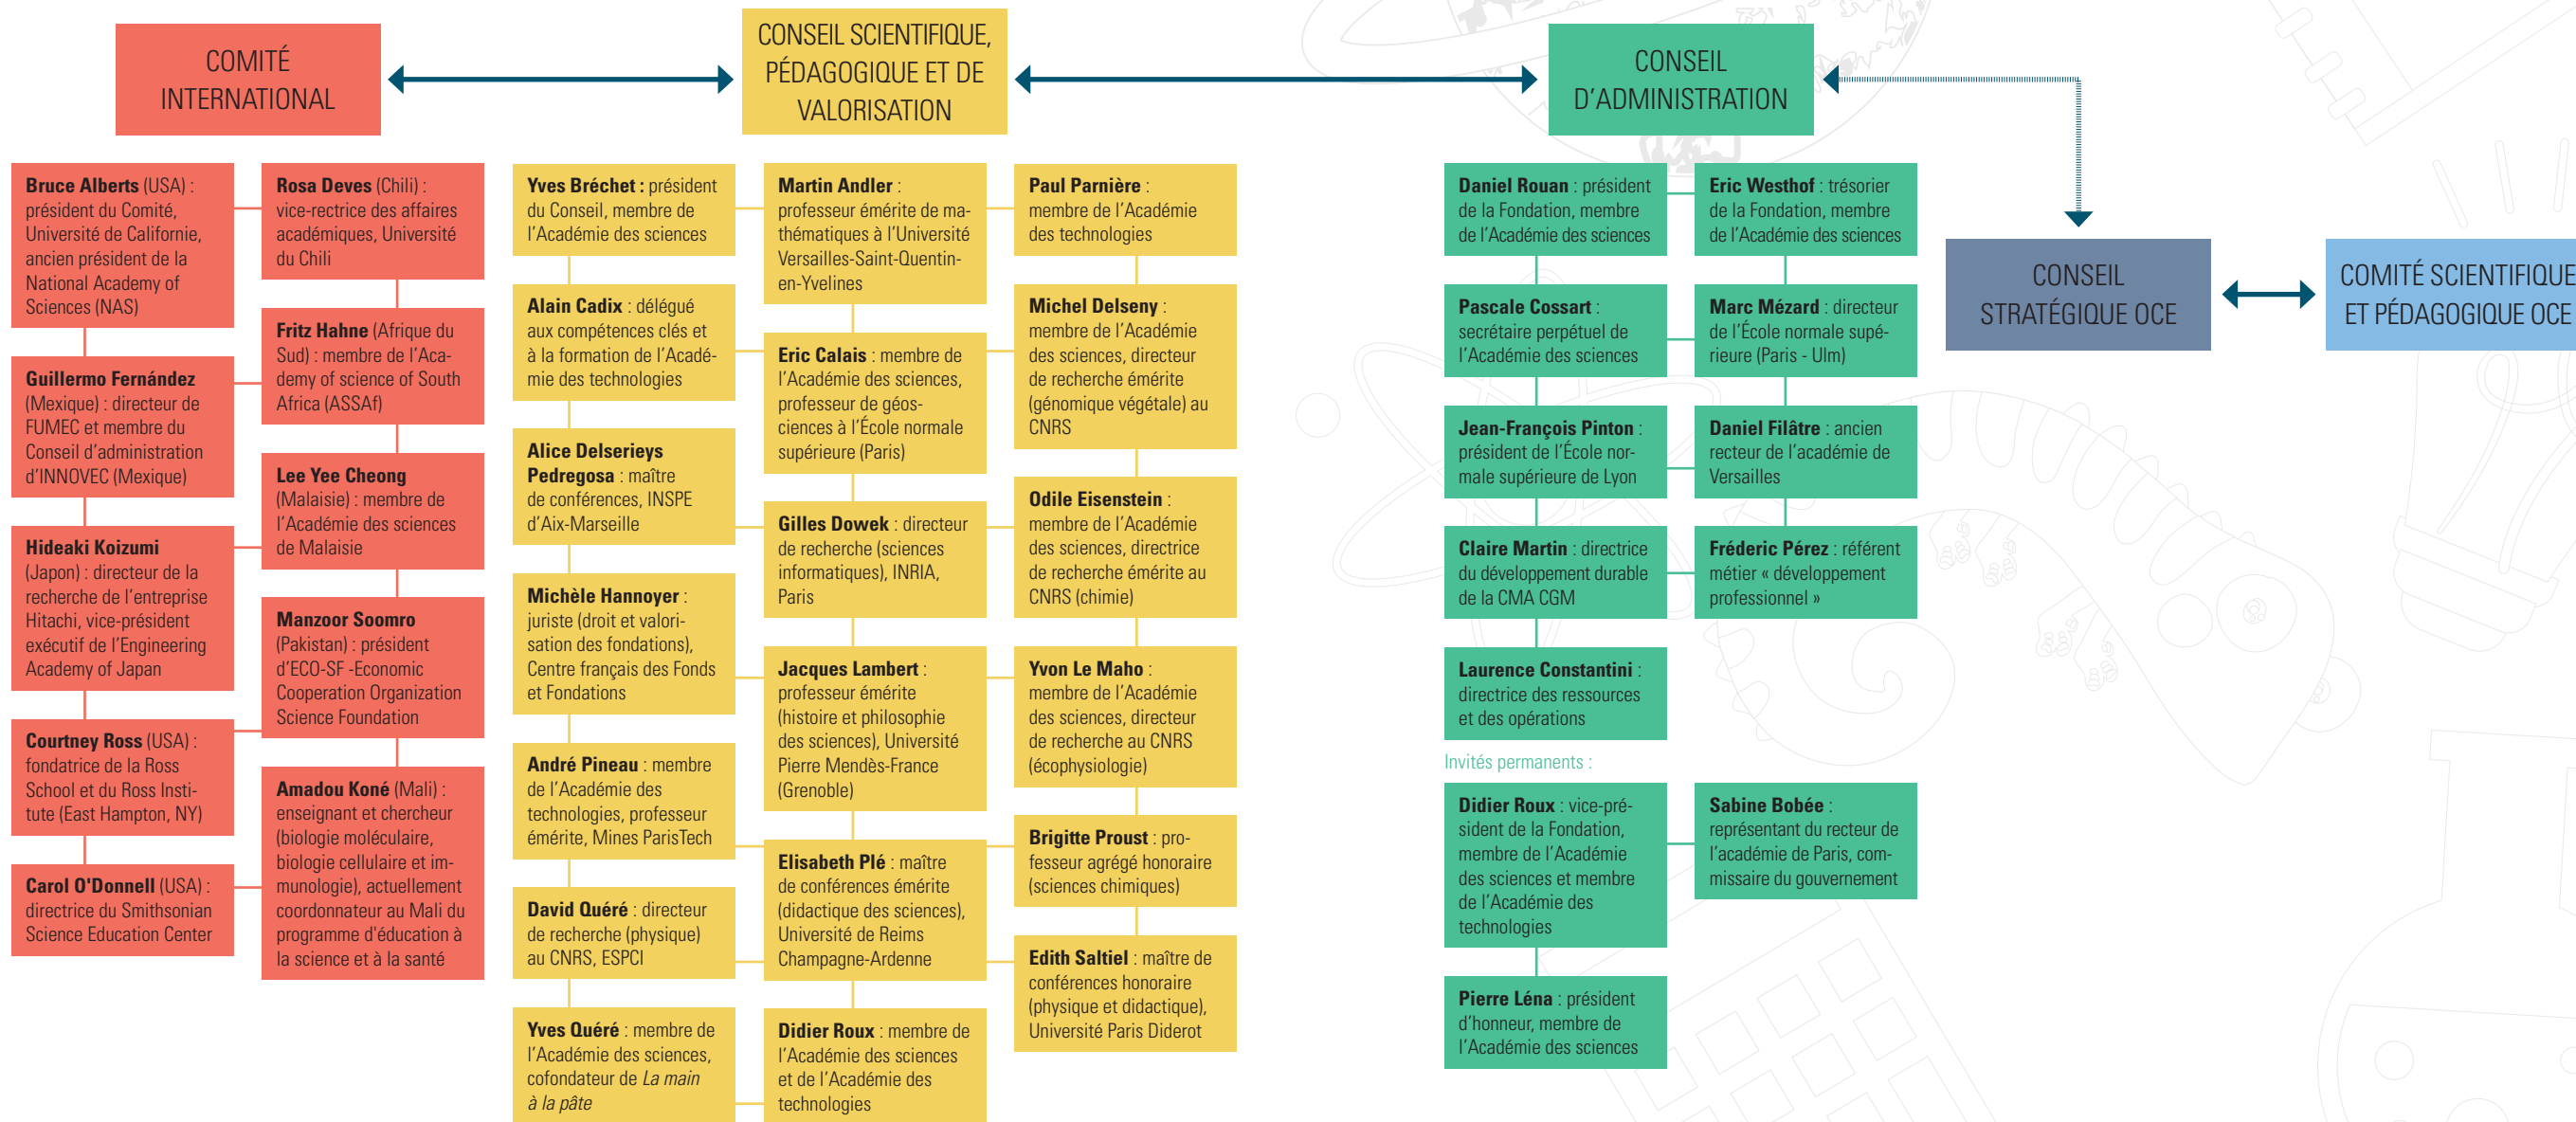 COMITÉ
INTERNATIONAL
CONSEIL SCIENTIFIQUE,
PÉDAGOGIQUE ET DE
VALORISATION
CONSEIL
D'ADMINISTRATION
CONSEIL
STRATÉGIQUE OCE
COMITÉ SCIENTIFIQUE
ET PÉDAGOGIQUE OCE
Bruce Alberts (USA) :
président du Comité,
Université de Californie,
ancien président de la
National Academy of
Sciences (NAS)
Guillermo Fernández
(Mexique) : directeur de
FUMEC et membre du
Conseil d'administration
d'INNOVEC (Mexique)
Hideaki Koizumi
(Japon) : directeur de la
recherche de l'entreprise
Hitachi, vice-président
exécutif de l'Engineering
Academy of Japan
Courtney Ross (USA) :
fondatrice de la Ross
School et du Ross Insti-
tute (East Hampton, NY)
Carol O'Donnell (USA) :
directrice du Smithsonian
Science Education Center
Rosa Deves (Chili) :
vice-rectrice des affaires
académiques, Université
du Chili
Fritz Hahne (Afrique du
Sud) : membre de l'Aca-
demy of science of South
Africa (ASSAf)
Lee Yee Cheong
(Malaisie) : membre de
l'Académie des sciences
de Malaisie
Manzoor Soomro
(Pakistan) : président
d'ECO-SF -Economic
Cooperation Organization
Science Foundation
Amadou Koné (Mali) :
enseignant et chercheur
(biologie moléculaire,
biologie cellulaire et im-
munologie), actuellement
coordonnateur au Mali du
programme d'éducation à
la science et à la santé
Yves Bréchet : président
du Conseil, membre de
l'Académie des sciences
Alain Cadix : délégué
aux compétences clés et
à la formation de l'Acadé-
mie des technologies
Alice Delserieys
Pedregosa : maître
de conférences, INSPE
d'Aix-Marseille
Michèle Hannoyer :
juriste (droit et valori-
sation des fondations),
Centre français des Fonds
et Fondations
André Pineau : membre
de l'Académie des
technologies, professeur
émérite, Mines ParisTech
David Quéré : directeur
de recherche (physique)
au CNRS, ESPCI
Yves Quéré : membre de
l'Académie des sciences,
cofondateur de La main
à la pâte
Martin Andler :
professeur émérite de ma-
thématiques à l'Université
Versailles-Saint-Quentin-
en-Yvelines
Eric Calais : membre de
l'Académie des sciences,
professeur de géos-
ciences à l'École normale
supérieure (Paris)
Gilles Dowek : directeur
de recherche (sciences
informatiques), INRIA,
Paris
Jacques Lambert :
professeur émérite
(histoire et philosophie
des sciences), Université
Pierre Mendès-France
(Grenoble)
Elisabeth Plé : maître
de conférences émérite
(didactique des sciences),
Université de Reims
Champagne-Ardenne
Didier Roux : membre de
l'Académie des sciences
et de l'Académie des
technologies
Paul Parnière :
membre de l'Académie
des technologies
Michel Delseny :
membre de l'Académie
des sciences, directeur
de recherche émérite
(génomique végétale) au
CNRS
Odile Eisenstein :
membre de l'Académie
des sciences, directrice
de recherche émérite au
CNRS (chimie)
Yvon Le Maho :
membre de l'Académie
des sciences, directeur
de recherche au CNRS
(écophysiologie)
Brigitte Proust : pro-
fesseur agrégé honoraire
(sciences chimiques)
Edith Saltiel : maître de
conférences honoraire
(physique et didactique),
Université Paris Diderot
Daniel Rouan : président
de la Fondation, membre
de l'Académie des sciences
Pascale Cossart :
secrétaire perpétuel de
l'Académie des sciences
Jean-François Pinton :
président de l'École nor-
male supérieure de Lyon
Claire Martin : directrice
du développement durable
de la CMA CGM
Laurence Constantini :
directrice des ressources
et des opérations
Eric Westhof : trésorier
de la Fondation, membre
de l'Académie des sciences
Marc Mézard : directeur
de l'École normale supé-
rieure (Paris - Ulm)
Daniel Filâtre : ancien
recteur de l'académie de
Versailles
Fréderic Pérez : référent
métier « développement
professionnel »
Invités permanents :
Didier Roux : vice-pré-
sident de la Fondation,
membre de l'Académie
des sciences et membre
de l'Académie des
technologies
Pierre Léna : président
d'honneur, membre de
l'Académie des sciences
Sabine Bobée :
représentant du recteur de
l'académie de Paris, com-
missaire du gouvernement